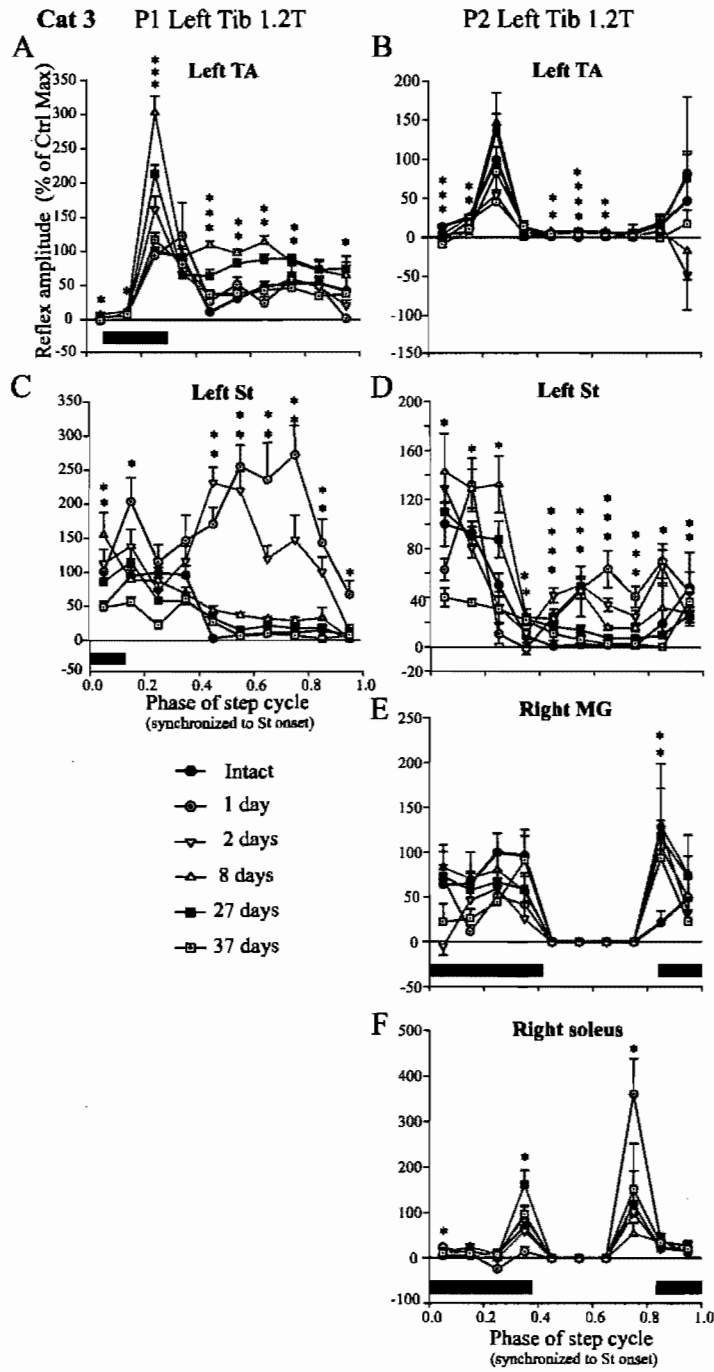 Cat 3 P1 Left Tib 1.2T P2 Left Tib 1.2T
A
Left TA
Reflex amplitude (% of Ctrl Max)
350
300
250
200
150
100
50
0
-50
* * *
*
*
* * *
* *
* *
* *
*
B
Left TA
200
150
100
50
0
-50
-100
-150
* * *
* *
* *
* * *
* *
C
Left St
350
300
250
200
150
100
50
0
-50
* *
*
* *
* *
* *
* *
* *
*
0.0 0.2 0.4 0.6 0.8 1.0
Phase of step cycle
(synchronized to St onset)
D
Left St
200
160
120
80
40
0
-20
*
*
*
* *
* * *
* * *
* * *
* * *
*
* *
Intact
1 day
2 days
8 days
27 days
37 days
E
Right MG
250
200
150
100
50
0
-50
* *
F
Right soleus
500
400
300
200
100
0
-100
*
*
*
*
0.0 0.2 0.4 0.6 0.8 1.0
Phase of step cycle
(synchronized to St onset)